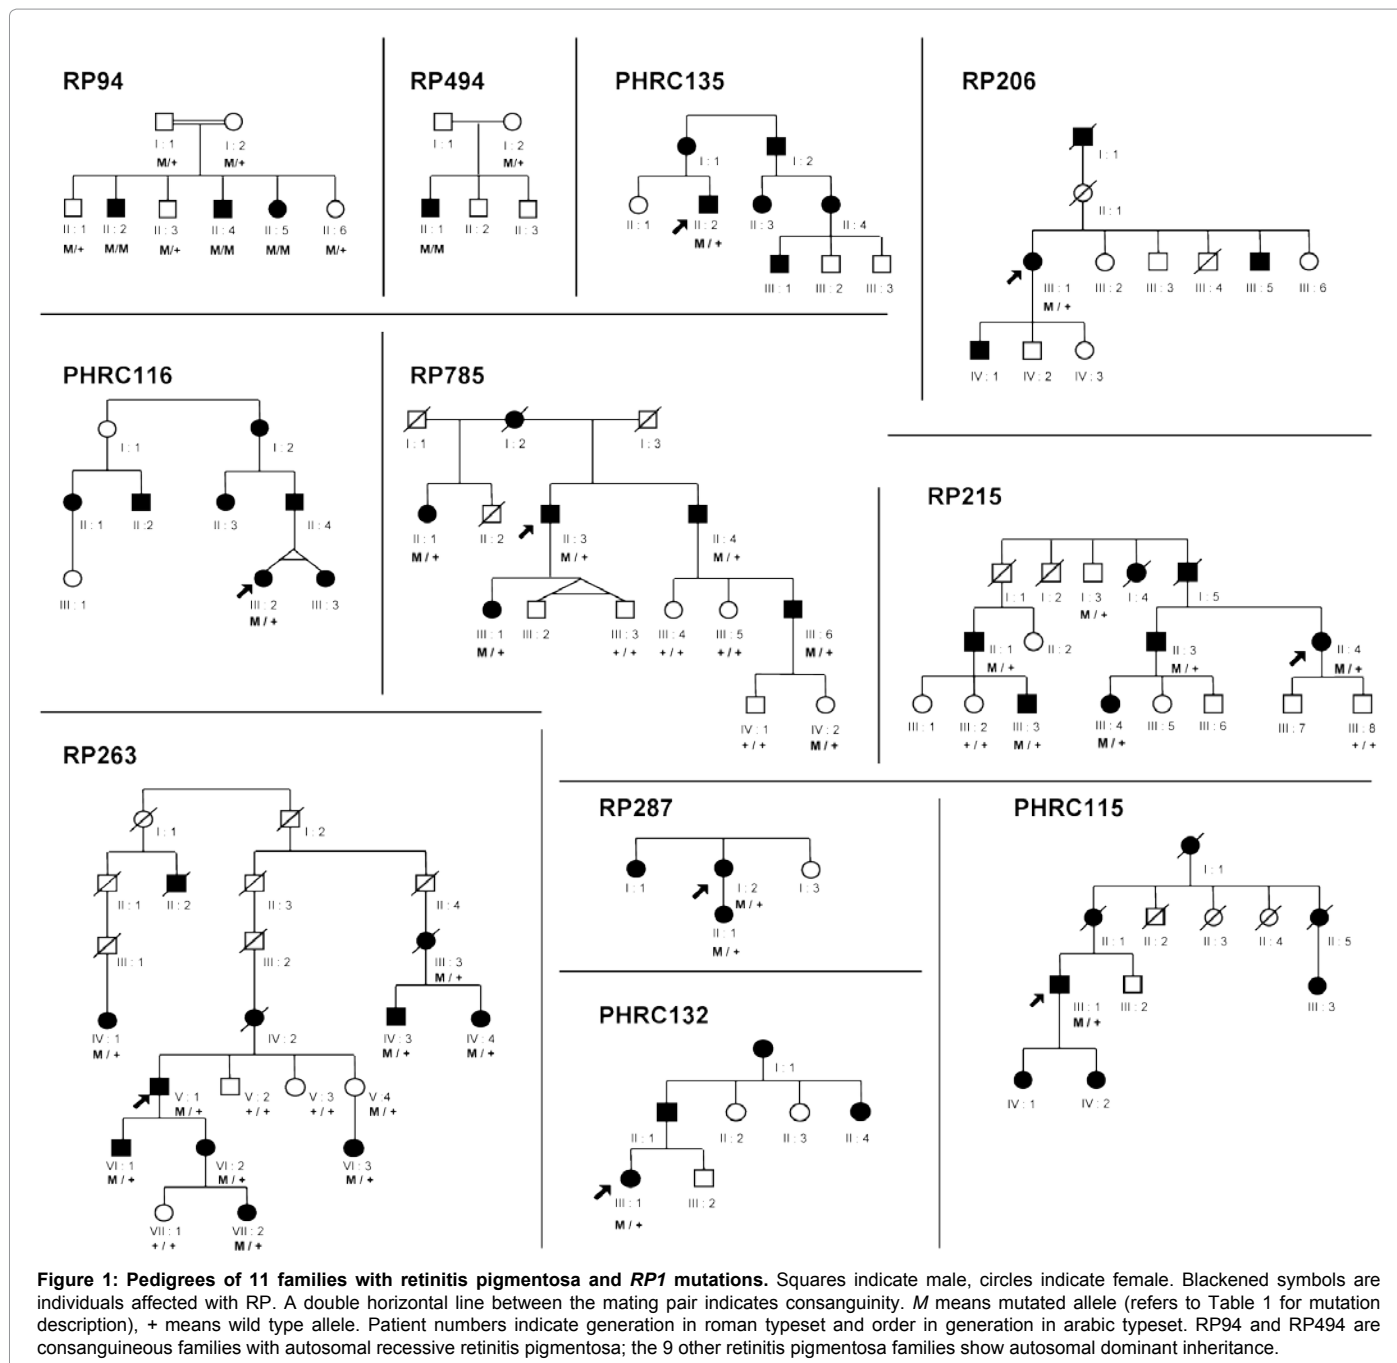 RP94
I : 1
I : 2
M/+
M/+
II : 1
II : 2
II : 3
II : 4
II : 5
II : 6
M/+
M/M
M/+
M/M
M/M
M/+
RP494
I : 1
I : 2
M/+
II : 1
II : 2
II : 3
M/M
PHRC135
I : 1
I : 2
II : 1
II : 2
II : 3
II : 4
M / +
III : 1
III : 2
III : 3
RP206
I : 1
II : 1
III : 1
III : 2
III : 3
III : 4
III : 5
III : 6
M / +
IV : 1
IV : 2
IV : 3
PHRC116
I : 1
I : 2
II : 1
II : 2
II : 3
II : 4
III : 1
III : 2
III : 3
M / +
RP785
I : 1
I : 2
I : 3
II : 1
II : 2
II : 3
II : 4
M / +
M / +
M / +
III : 1
III : 2
III : 3
III : 4
III : 5
III : 6
M / +
+ / +
+ / +
+ / +
M / +
IV : 1
IV : 2
+ / +
M / +
RP215
I : 1
I : 2
I : 3
I : 4
I : 5
M / +
II : 1
II : 2
II : 3
II : 4
M / +
M / +
M / +
III : 1
III : 2
III : 3
III : 4
III : 5
III : 6
III : 7
III : 8
+ / +
M / +
M / +
+ / +
RP263
I : 1
I : 2
II : 1
II : 2
II : 3
II : 4
III : 1
III : 2
III : 3
M / +
IV : 1
IV : 2
IV : 3
IV : 4
M / +
M / +
M / +
V : 1
V : 2
V : 3
V : 4
M / +
+ / +
+ / +
M / +
VI : 1
VI : 2
VI : 3
M / +
M / +
M / +
VII : 1
VII : 2
+ / +
M / +
RP287
I : 1
I : 2
I : 3
M / +
II : 1
M / +
PHRC132
I : 1
II : 1
II : 2
II : 3
II : 4
III : 1
III : 2
M / +
PHRC115
I : 1
II : 1
II : 2
II : 3
II : 4
II : 5
III : 1
III : 2
III : 3
M / +
IV : 1
IV : 2
Figure 1: Pedigrees of 11 families with retinitis pigmentosa and RP1 mutations. Squares indicate male, circles indicate female. Blackened symbols are
individuals affected with RP. A double horizontal line between the mating pair indicates consanguinity. M means mutated allele (refers to Table 1 for mutation
description), + means wild type allele. Patient numbers indicate generation in roman typeset and order in generation in arabic typeset. RP94 and RP494 are
consanguineous families with autosomal recessive retinitis pigmentosa; the 9 other retinitis pigmentosa families show autosomal dominant inheritance.